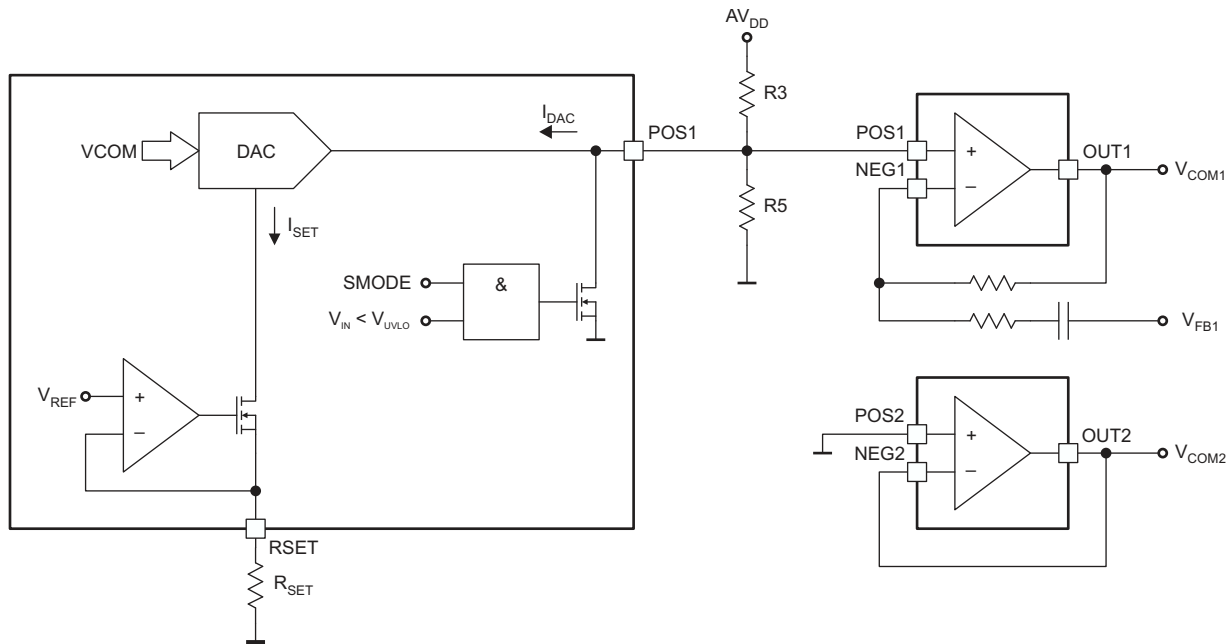 AVDD
R3
IDAC
POS1
VCOM
DAC
POS1
NEG1
+
−
OUT1
VCOM1
R5
ISET
SMODE
&
VIN < VUVLO
VFB1
VREF
+
−
POS2
NEG2
+
−
OUT2
VCOM2
RSET
RSET